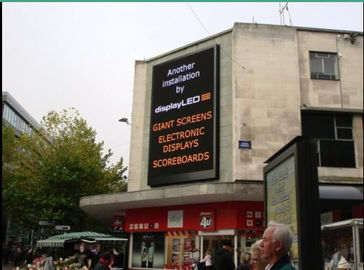 Another
installation
by
displayLED
GIANT SCREENS
ELECTRONIC
DISPLAYS
SCOREBOARDS
4u